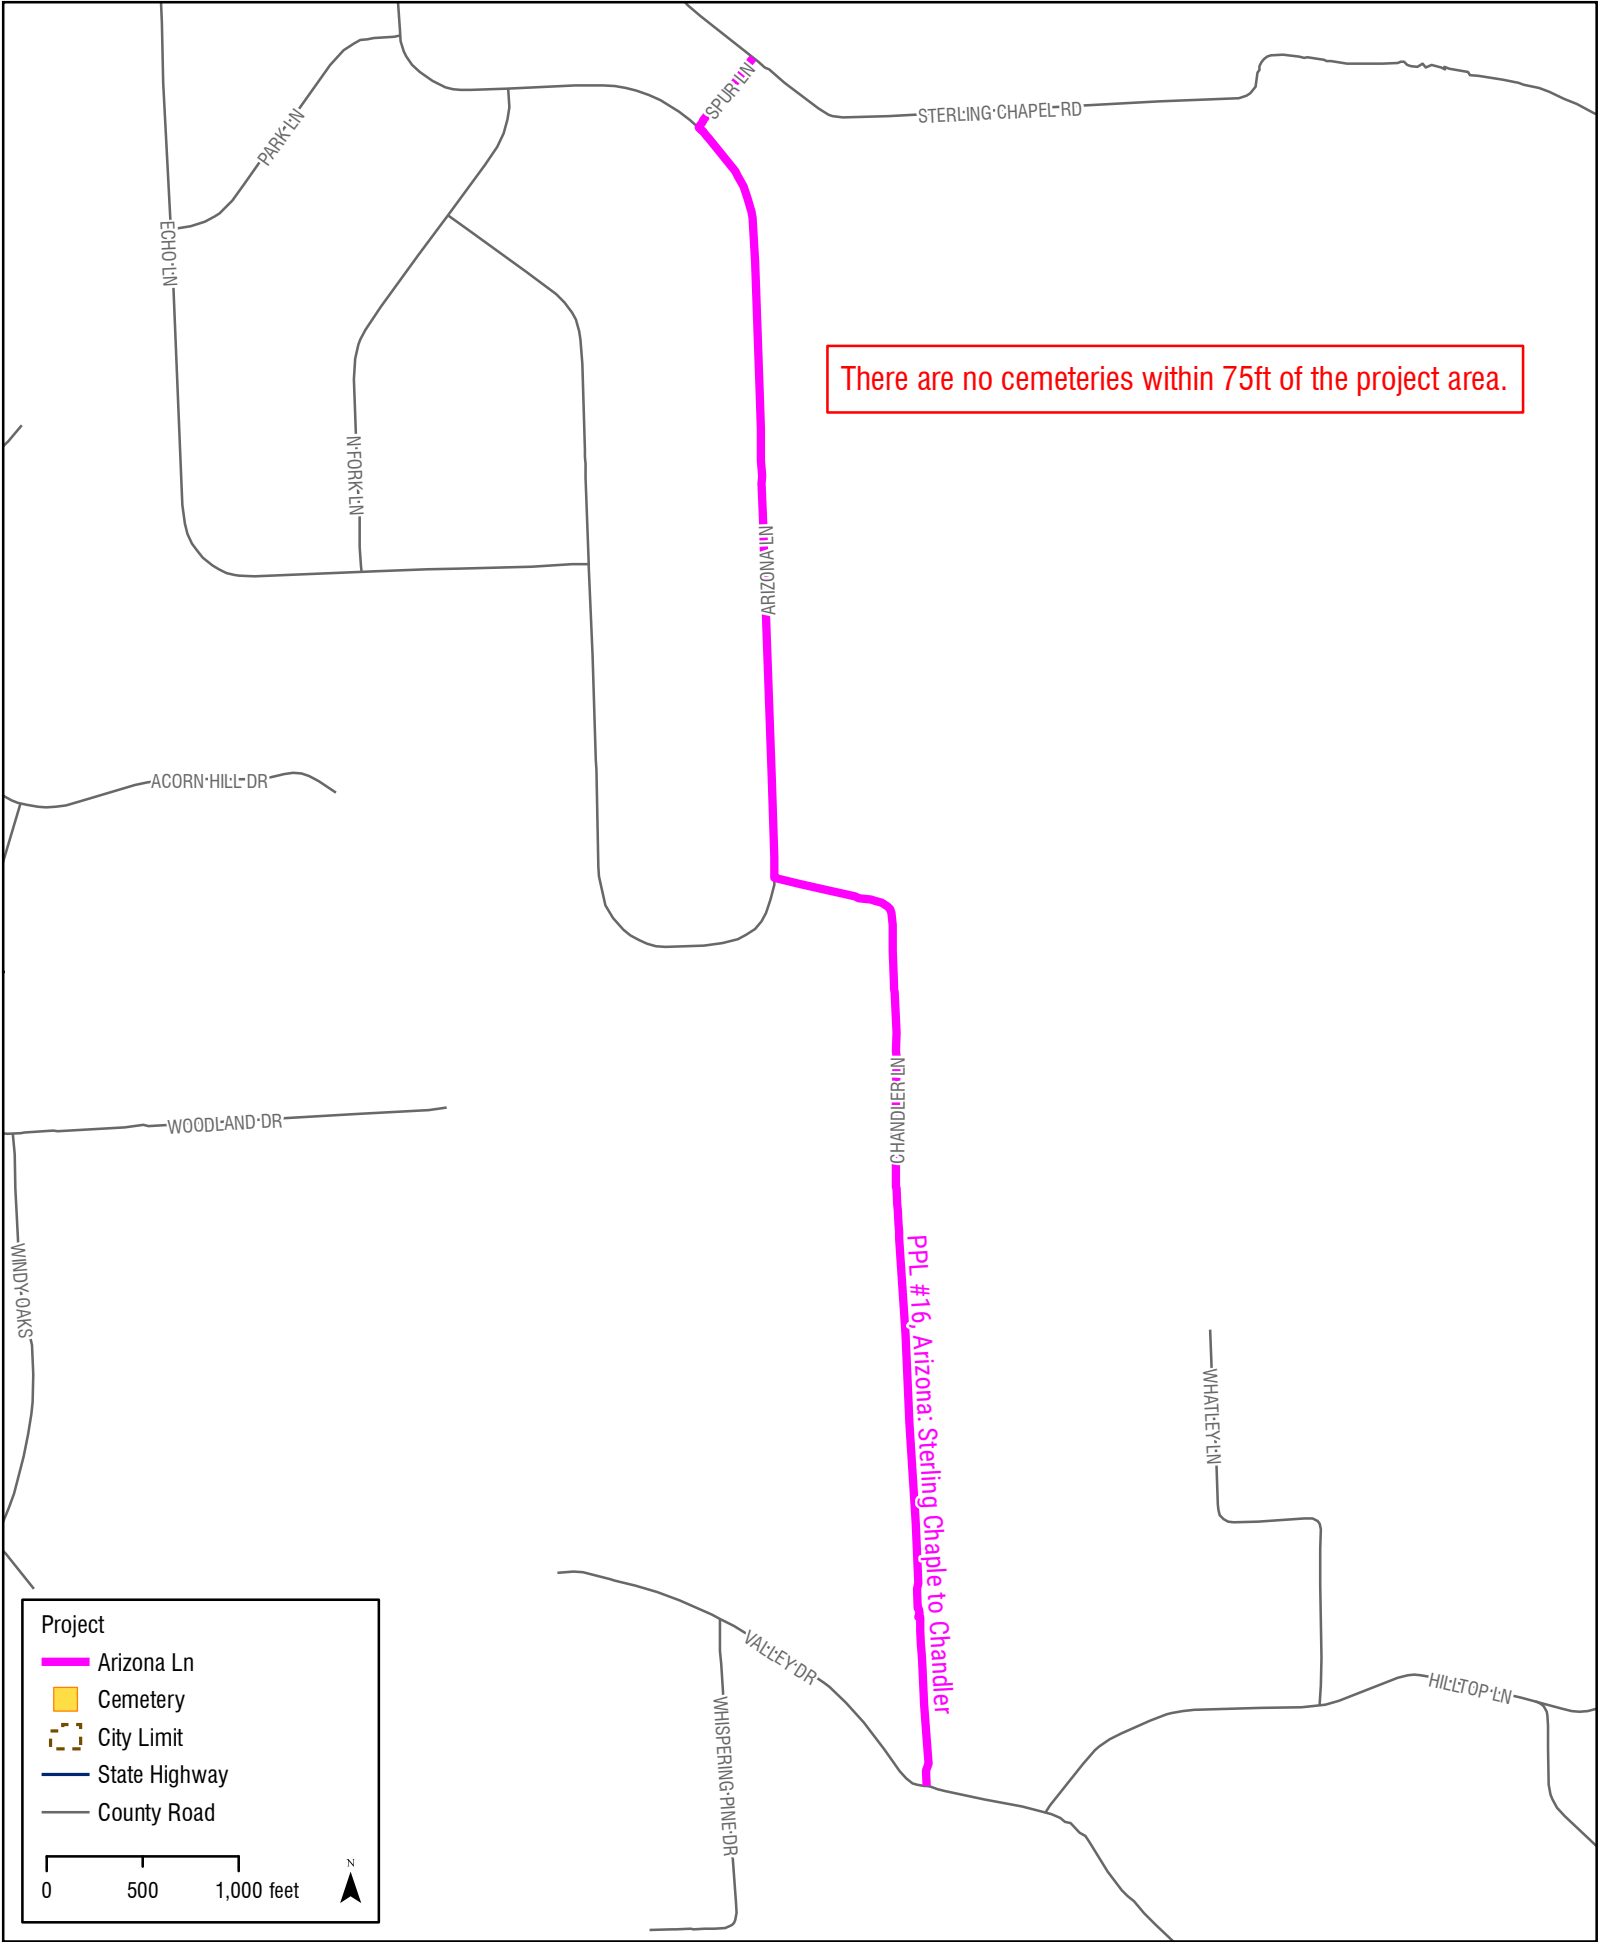 SPUR LN
STERLING CHAPEL RD
PARK LN
ECHO LN
There are no cemeteries within 75ft of the project area.
N FORK LN
ARIZONA LN
ACORN HILL DR
CHANDLER LN
WOODLAND DR
WINDY OAKS
PPL #16, Arizona: Sterling Chaple to Chandler
WHATLEY LN
VALLEY DR
WHISPERING PINE DR
HILLTOP LN
Project
Arizona Ln
Cemetery
City Limit
State Highway
County Road
0 500 1,000 feet
N